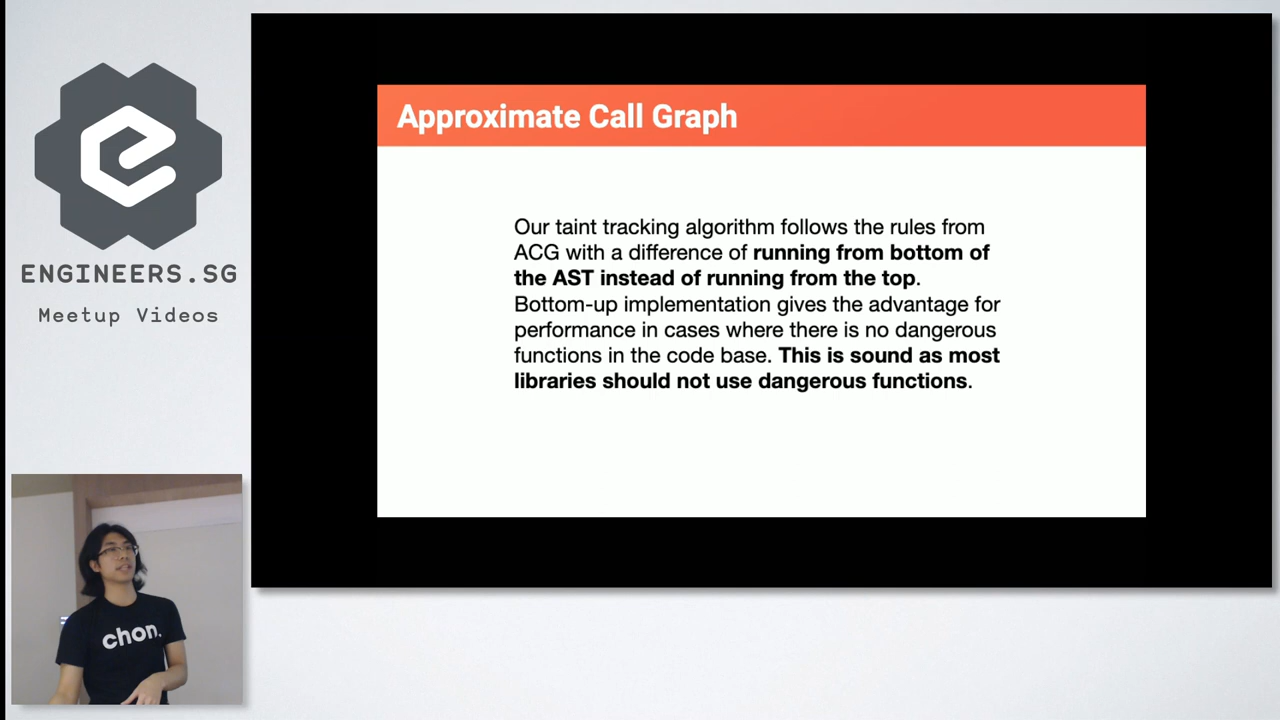 ENGINEERS.SG
Meetup Videos
Approximate Call Graph
Our taint tracking algorithm follows the rules from
ACG with a difference of running from bottom of
the AST instead of running from the top.
Bottom-up implementation gives the advantage for
performance in cases where there is no dangerous
functions in the code base. This is sound as most
libraries should not use dangerous functions.
chon.